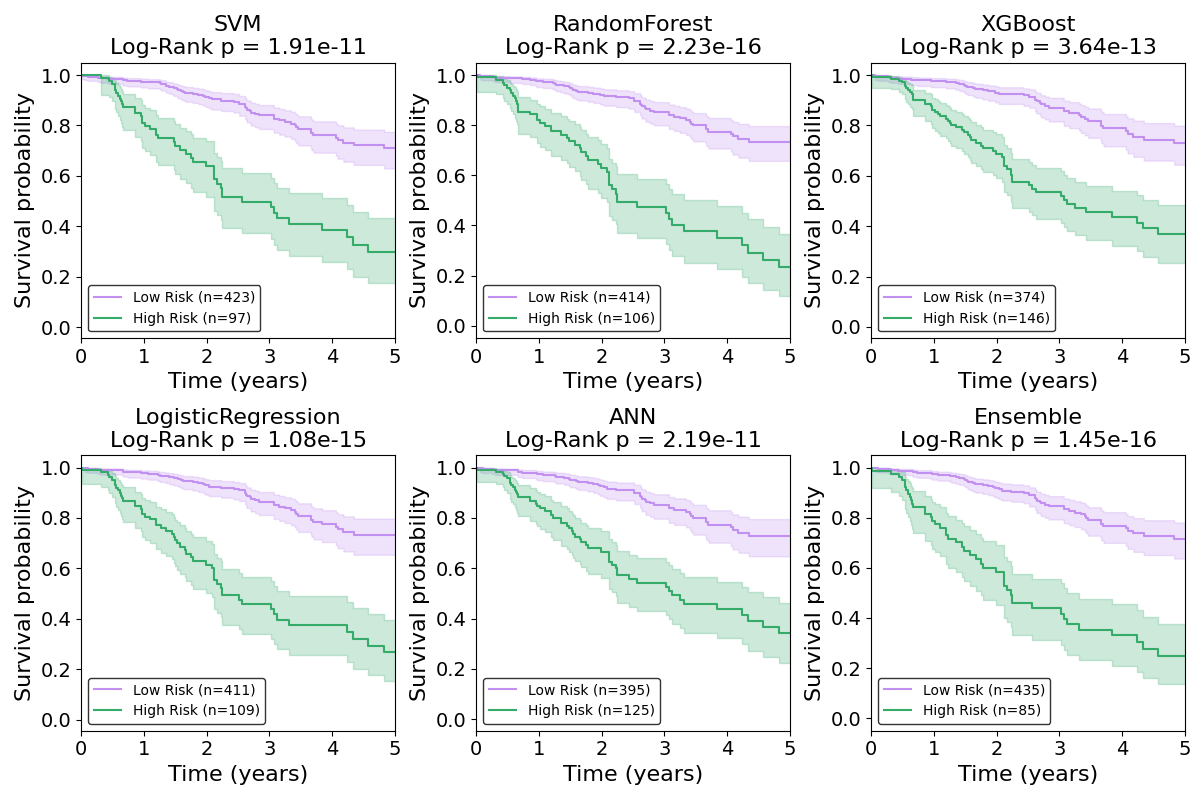 SVM
Log-Rank p = 1.91e-11
Survival probability
1.0
0.8
0.6
0.4
0.2
0.0
Low Risk (n=423)
High Risk (n=97)
0 1 2 3 4 5
Time (years)
RandomForest
Log-Rank p = 2.23e-16
Survival probability
1.0
0.8
0.6
0.4
0.2
0.0
Low Risk (n=414)
High Risk (n=106)
0 1 2 3 4 5
Time (years)
XGBoost
Log-Rank p = 3.64e-13
Survival probability
1.0
0.8
0.6
0.4
0.2
0.0
Low Risk (n=374)
High Risk (n=146)
0 1 2 3 4 5
Time (years)
LogisticRegression
Log-Rank p = 1.08e-15
Survival probability
1.0
0.8
0.6
0.4
0.2
0.0
Low Risk (n=411)
High Risk (n=109)
0 1 2 3 4 5
Time (years)
ANN
Log-Rank p = 2.19e-11
Survival probability
1.0
0.8
0.6
0.4
0.2
0.0
Low Risk (n=395)
High Risk (n=125)
0 1 2 3 4 5
Time (years)
Ensemble
Log-Rank p = 1.45e-16
Survival probability
1.0
0.8
0.6
0.4
0.2
0.0
Low Risk (n=435)
High Risk (n=85)
0 1 2 3 4 5
Time (years)